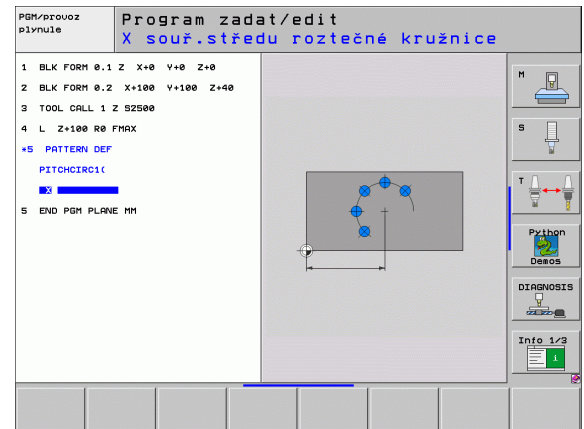 PGM/provoz
plynule
Program zadat/edit
X souř.středu roztečné kružnice
1 BLK FORM 0.1 Z X+0 Y+0 Z+0
2 BLK FORM 0.2 X+100 Y+100 Z+40
3 TOOL CALL 1 Z S2500
4 L Z+100 R0 FMAX
*5 PATTERN DEF
PITCHCIRC1(
X
5 END PGM PLANE MM
M
S
T
Python
Demos
DIAGNOSIS
Info 1/3
i